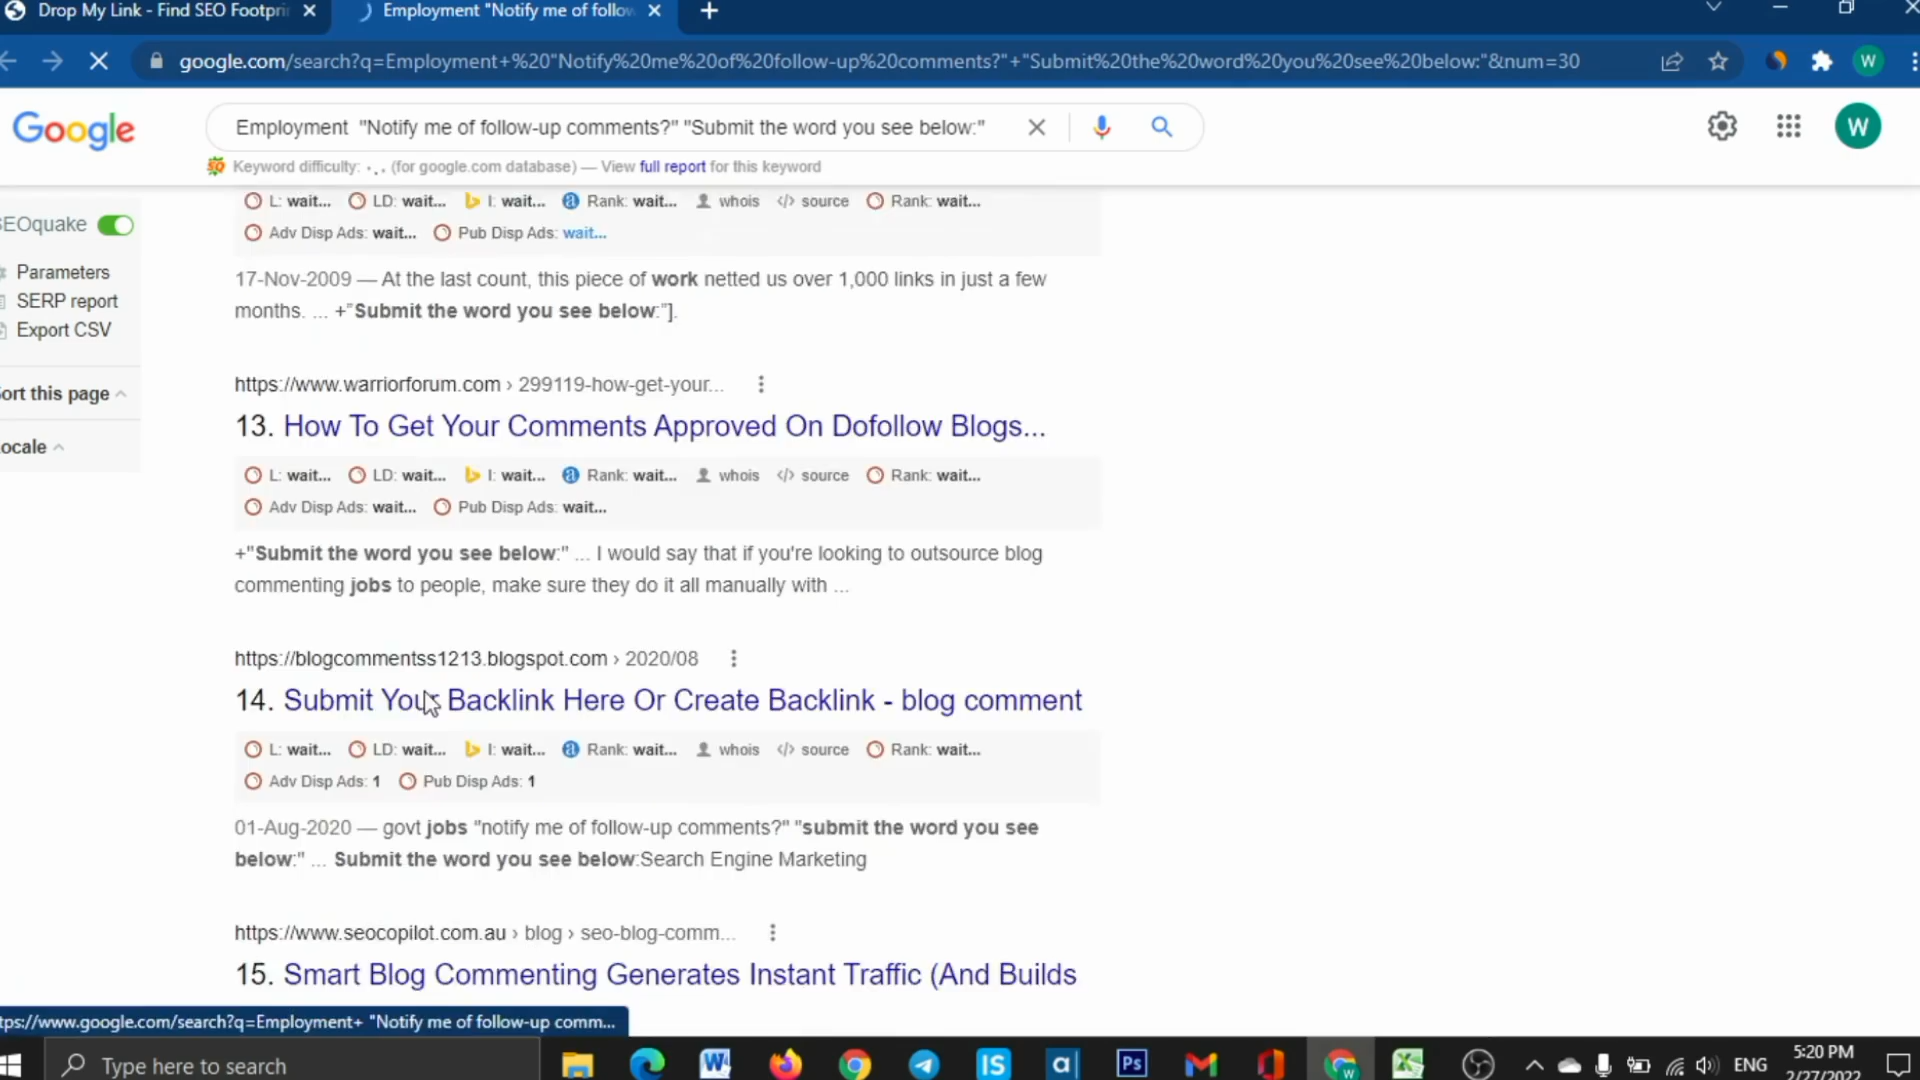 Drop My Link - Find SEO Footpri
Employment "Notify me of follow
google.com/search?q=Employment+%20"Notify%20me%20of%20follow-up%20comments?"+"Submit%20the%20word%20you%20see%20below:"&num=30
W
Google
Employment "Notify me of follow-up comments?" "Submit the word you see below:"
W
Keyword difficulty: ... (for google.com database) — View full report for this keyword
EOquake
Parameters
SERP report
Export CSV
ort this page
ocale
L: wait... LD: wait... I: wait... Rank: wait... whois source Rank: wait...
Adv Disp Ads: wait... Pub Disp Ads: wait...
17-Nov-2009 — At the last count, this piece of work netted us over 1,000 links in just a few
months. ... +"Submit the word you see below:"].
https://www.warriorforum.com › 299119-how-get-your...
13. How To Get Your Comments Approved On Dofollow Blogs...
L: wait... LD: wait... I: wait... Rank: wait... whois source Rank: wait...
Adv Disp Ads: wait... Pub Disp Ads: wait...
+"Submit the word you see below:" ... I would say that if you're looking to outsource blog
commenting jobs to people, make sure they do it all manually with ...
https://blogcommentss1213.blogspot.com › 2020/08
14. Submit Your Backlink Here Or Create Backlink - blog comment
L: wait... LD: wait... I: wait... Rank: wait... whois source Rank: wait...
Adv Disp Ads: 1 Pub Disp Ads: 1
01-Aug-2020 — govt jobs "notify me of follow-up comments?" "submit the word you see
below:" ... Submit the word you see below:Search Engine Marketing
https://www.seocopilot.com.au › blog › seo-blog-comm...
15. Smart Blog Commenting Generates Instant Traffic (And Builds
tps://www.google.com/search?q=Employment+ "Notify me of follow-up comm...
Type here to search
W
IS
a
Ps
W
ENG
5:20 PM
2/27/2022